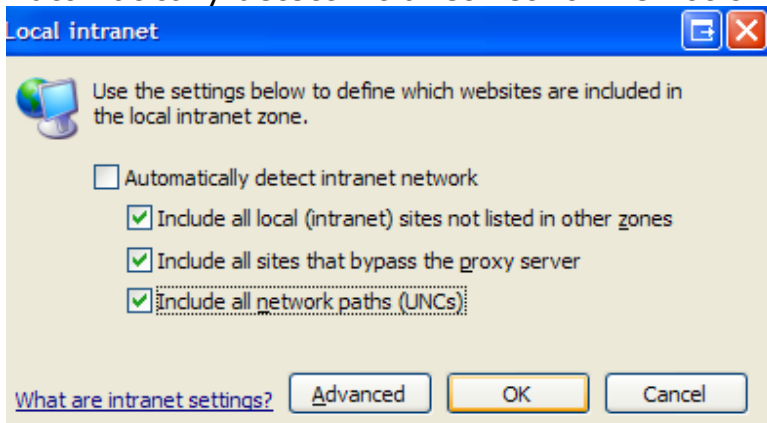 Local intranet
Use the settings below to define which websites are included in
the local intranet zone.
Automatically detect intranet network
Include all local (intranet) sites not listed in other zones
Include all sites that bypass the proxy server
Include all network paths (UNCs)
What are intranet settings?
Advanced
OK
Cancel